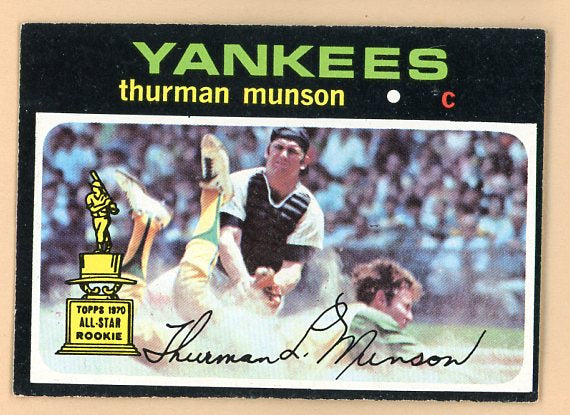 YANKEES
thurman munson • c
TOPPS 1970
ALL-STAR
ROOKIE
Thurman L. Munson